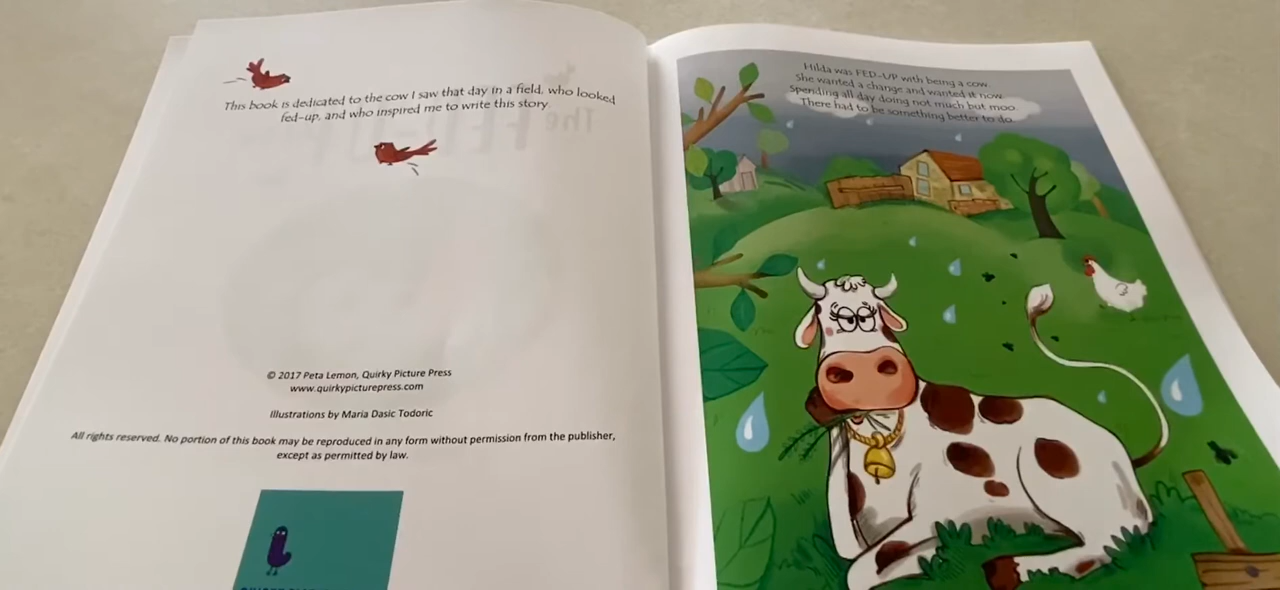 This book is dedicated to the cow I saw that day in a field, who looked
fed-up, and who inspired me to write this story.
© 2017 Peta Lemon, Quirky Picture Press
www.quirkypicturepress.com
Illustrations by Maria Dasic Todoric
All rights reserved. No portion of this book may be reproduced in any form without permission from the publisher,
except as permitted by law.
Hilda was FED-UP with being a cow.
She wanted a change and wanted it now.
Spending all day doing not much but moo.
There had to be something better to do.